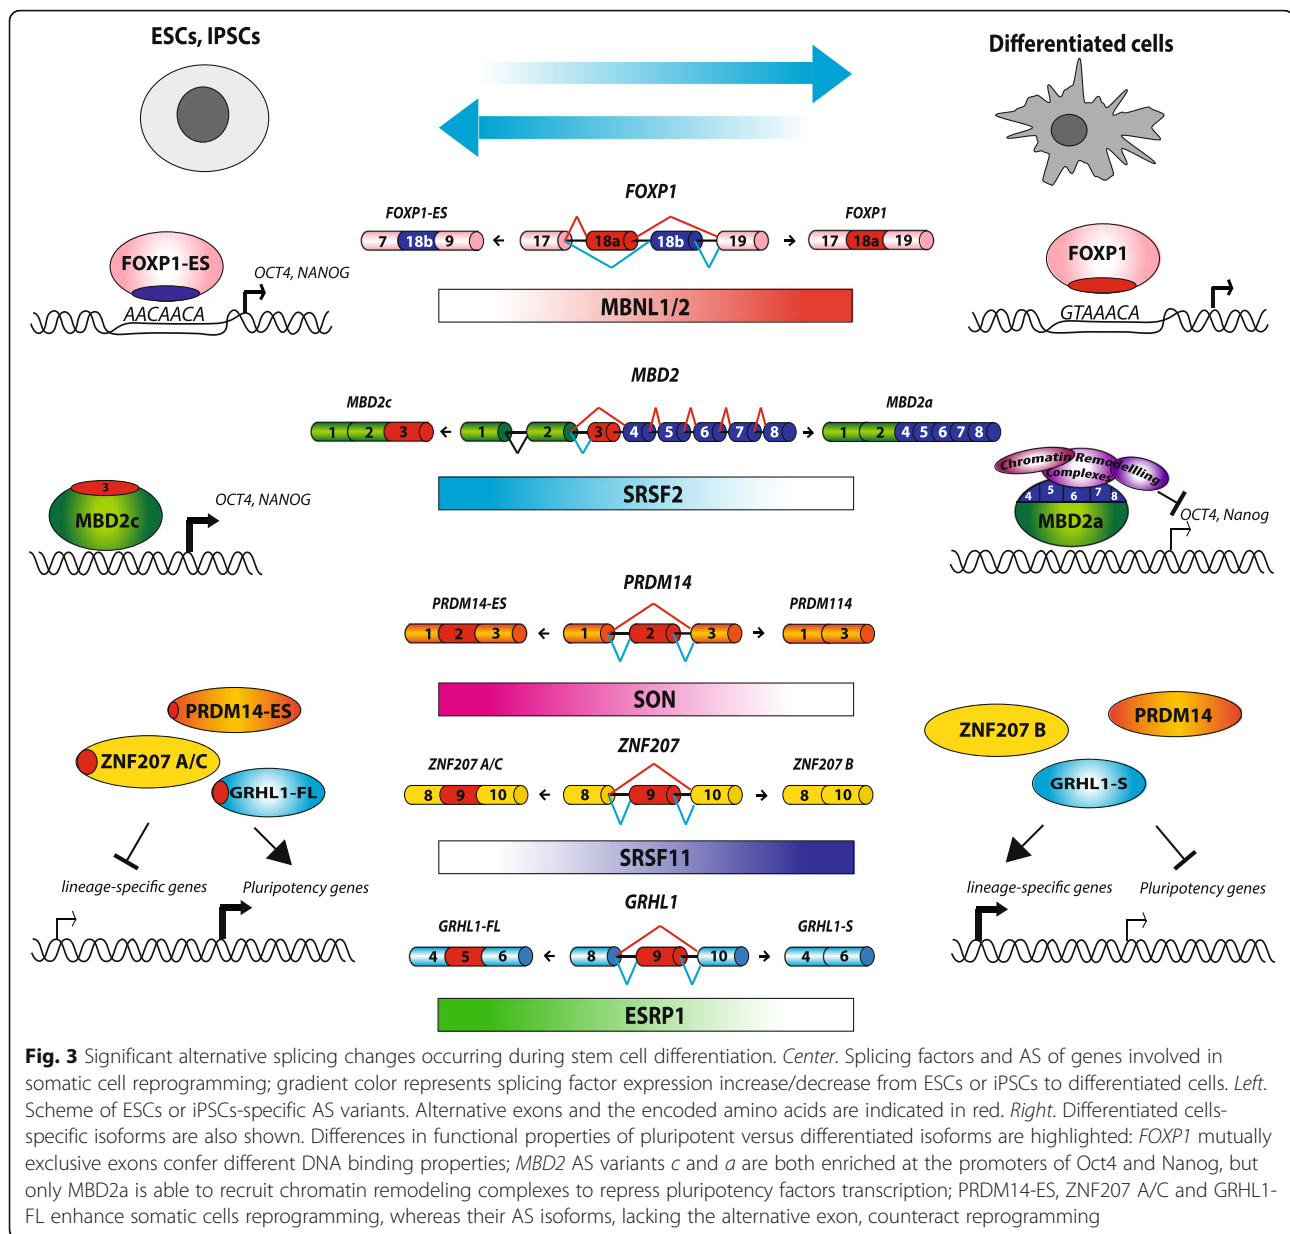 ESCs, IPSCs
Differentiated cells
FOXP1
FOXP1-ES
FOXP1
7 18b 9
17 18a 18b 19
17 18a 19
FOXP1-ES
OCT4, NANOG
AACAACA
MBNL1/2
FOXP1
GTAAACA
MBD2
MBD2c
MBD2a
1 2 3
1 2 3 4 5 6 7 8
1 2 4 5 6 7 8
SRSF2
3
MBD2c
OCT4, NANOG
Chromatin Remodellling
Complexes
4 5 6 7 8
MBD2a
OCT4, Nanog
PRDM14
PRDM14-ES
PRDM114
1 2 3
1 2 3
1 3
SON
PRDM14-ES
ZNF207 A/C
GRHL1-FL
ZNF207 B
PRDM14
GRHL1-S
ZNF207
ZNF207 A/C
ZNF207 B
8 9 10
8 9 10
8 10
SRSF11
lineage-specific genes
Pluripotency genes
lineage-specific genes
Pluripotency genes
GRHL1
GRHL1-FL
GRHL1-S
4 5 6
8 9 10
4 6
ESRP1
Fig. 3 Significant alternative splicing changes occurring during stem cell differentiation. Center. Splicing factors and AS of genes involved in
somatic cell reprogramming; gradient color represents splicing factor expression increase/decrease from ESCs or iPSCs to differentiated cells. Left.
Scheme of ESCs or iPSCs-specific AS variants. Alternative exons and the encoded amino acids are indicated in red. Right. Differentiated cells-
specific isoforms are also shown. Differences in functional properties of pluripotent versus differentiated isoforms are highlighted: FOXP1 mutually
exclusive exons confer different DNA binding properties; MBD2 AS variants c and a are both enriched at the promoters of Oct4 and Nanog, but
only MBD2a is able to recruit chromatin remodeling complexes to repress pluripotency factors transcription; PRDM14-ES, ZNF207 A/C and GRHL1-
FL enhance somatic cells reprogramming, whereas their AS isoforms, lacking the alternative exon, counteract reprogramming